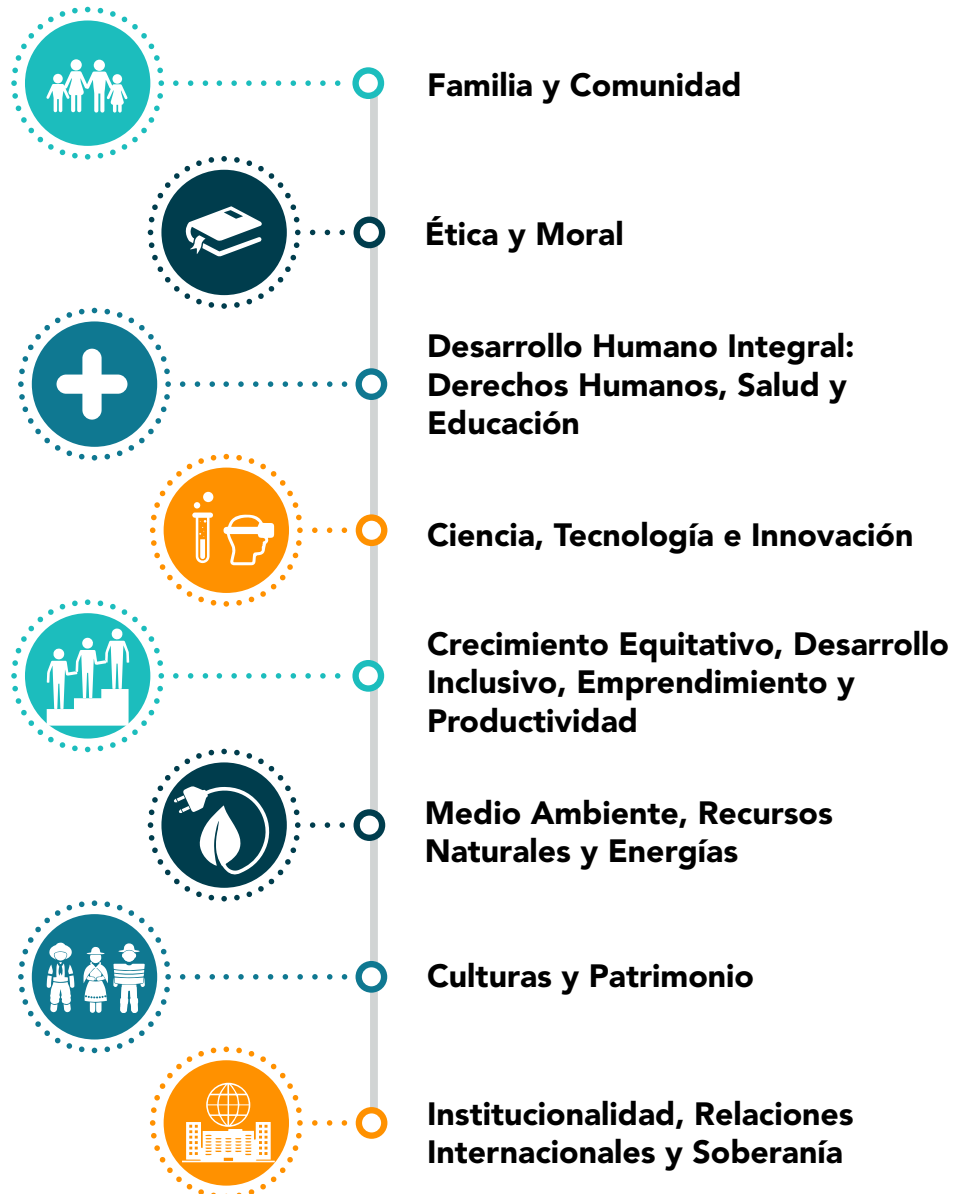 Familia y Comunidad
Ética y Moral
Desarrollo Humano Integral:
Derechos Humanos, Salud y
Educación
Ciencia, Tecnología e Innovación
Crecimiento Equitativo, Desarrollo
Inclusivo, Emprendimiento y
Productividad
Medio Ambiente, Recursos
Naturales y Energías
Culturas y Patrimonio
Institucionalidad, Relaciones
Internacionales y Soberanía